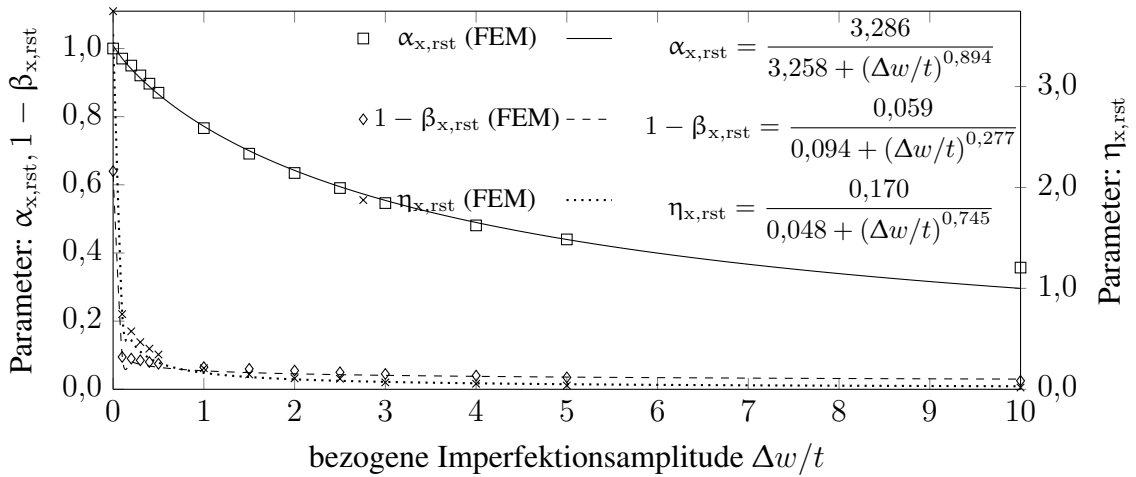 1,0
0,8
0,6
0,4
0,2
0,0
Parameter: α_x,rst, 1 − β_x,rst
α_x,rst (FEM)
α_x,rst = 3,286 / (3,258 + (Δw/t)^0,894)
1 − β_x,rst (FEM)
1 − β_x,rst = 0,059 / (0,094 + (Δw/t)^0,277)
η_x,rst (FEM)
η_x,rst = 0,170 / (0,048 + (Δw/t)^0,745)
3,0
2,0
1,0
0,0
Parameter: η_x,rst
0 1 2 3 4 5 6 7 8 9 10
bezogene Imperfektionsamplitude Δw/t